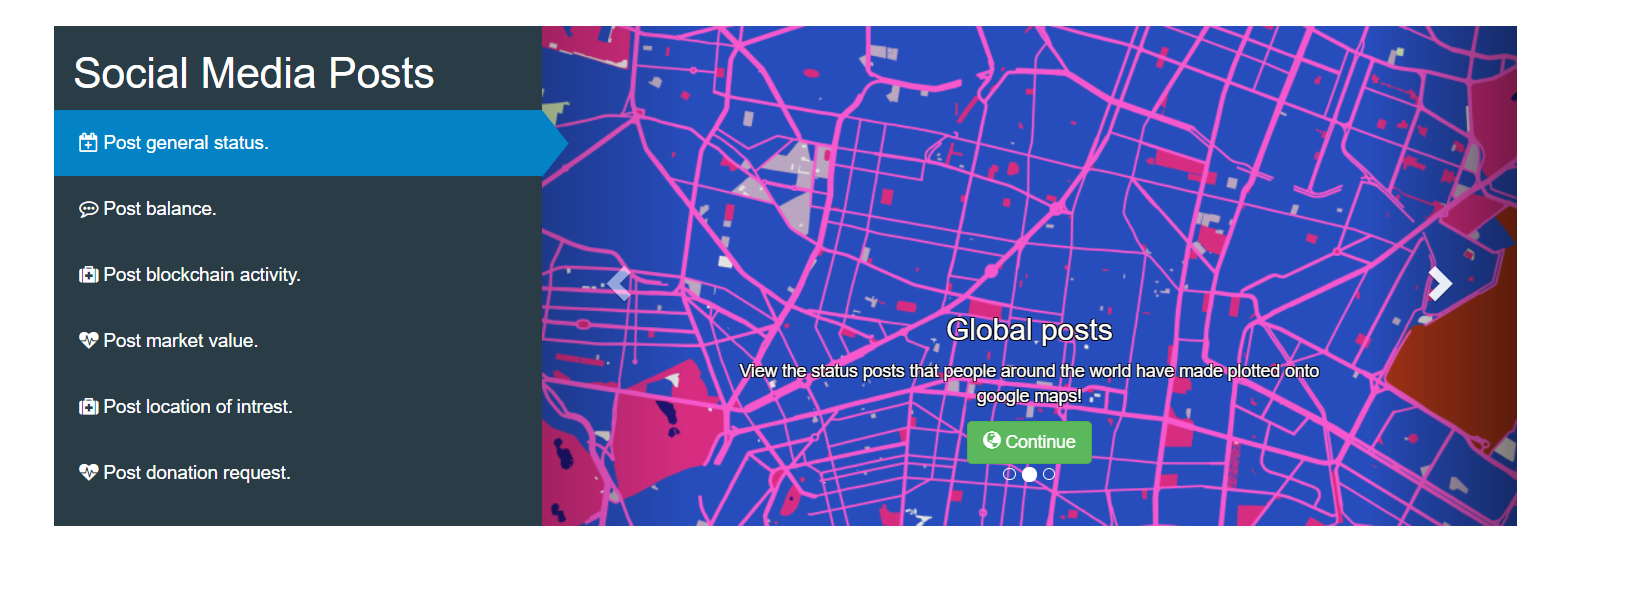 Social Media Posts
Post general status.
Post balance.
Post blockchain activity.
Post market value.
Post location of intrest.
Post donation request.
Global posts
View the status posts that people around the world have made plotted onto
google maps!
Continue